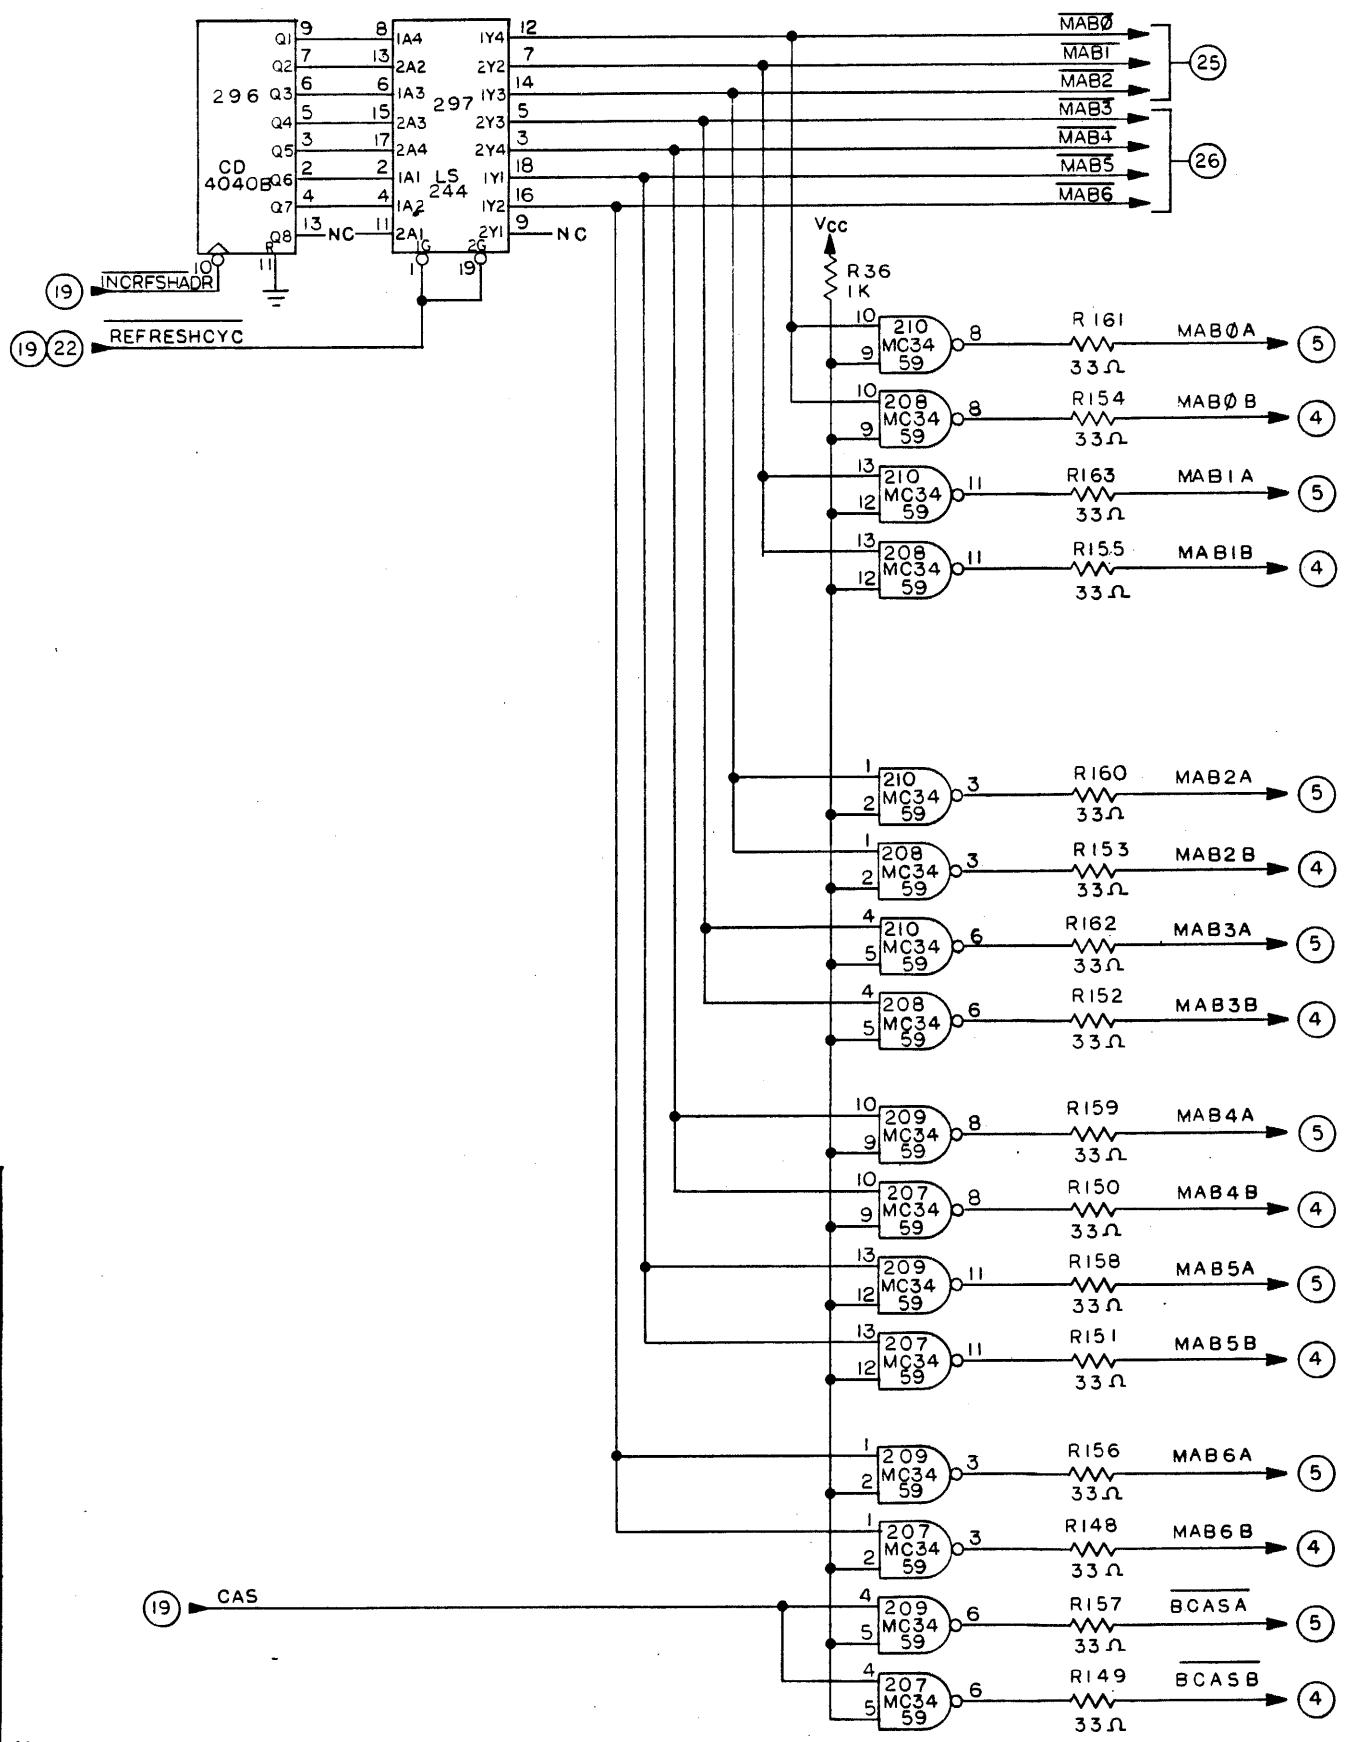 296
CD
4040B
Q1 9 8 1A4 1Y4 12 MABØ
Q2 7 13 2A2 2Y2 7 MAB1
Q3 6 6 1A3 1Y3 14 MAB2
Q4 5 15 2A3 2Y3 5 MAB3
Q5 3 17 2A4 2Y4 3 MAB4
Q6 2 2 1A1 1Y1 18 MAB5
Q7 4 4 1A2 1Y2 16 MAB6
Q8 13 NC 11 2A1 2Y1 9 NC
297
LS
244
25
26
R
10 11
1G 2G
1 19
19 INCRFSHADR
19 22 REFRESHCYC
Vcc
R36
1K
10 210 8 R161 MABØA 5
9 MC34
59 33Ω
10 208 8 R154 MABØB 4
9 MC34
59 33Ω
13 210 11 R163 MAB1A 5
12 MC34
59 33Ω
13 208 11 R155 MAB1B 4
12 MC34
59 33Ω
1 210 3 R160 MAB2A 5
2 MC34
59 33Ω
1 208 3 R153 MAB2B 4
2 MC34
59 33Ω
4 210 6 R162 MAB3A 5
5 MC34
59 33Ω
4 208 6 R152 MAB3B 4
5 MC34
59 33Ω
10 209 8 R159 MAB4A 5
9 MC34
59 33Ω
10 207 8 R150 MAB4B 4
9 MC34
59 33Ω
13 209 11 R158 MAB5A 5
12 MC34
59 33Ω
13 207 11 R151 MAB5B 4
12 MC34
59 33Ω
1 209 3 R156 MAB6A 5
2 MC34
59 33Ω
1 207 3 R148 MAB6B 4
2 MC34
59 33Ω
19 CAS
4 209 6 R157 BCASA 5
5 MC34
59 33Ω
4 207 6 R149 BCASB 4
5 MC34
59 33Ω